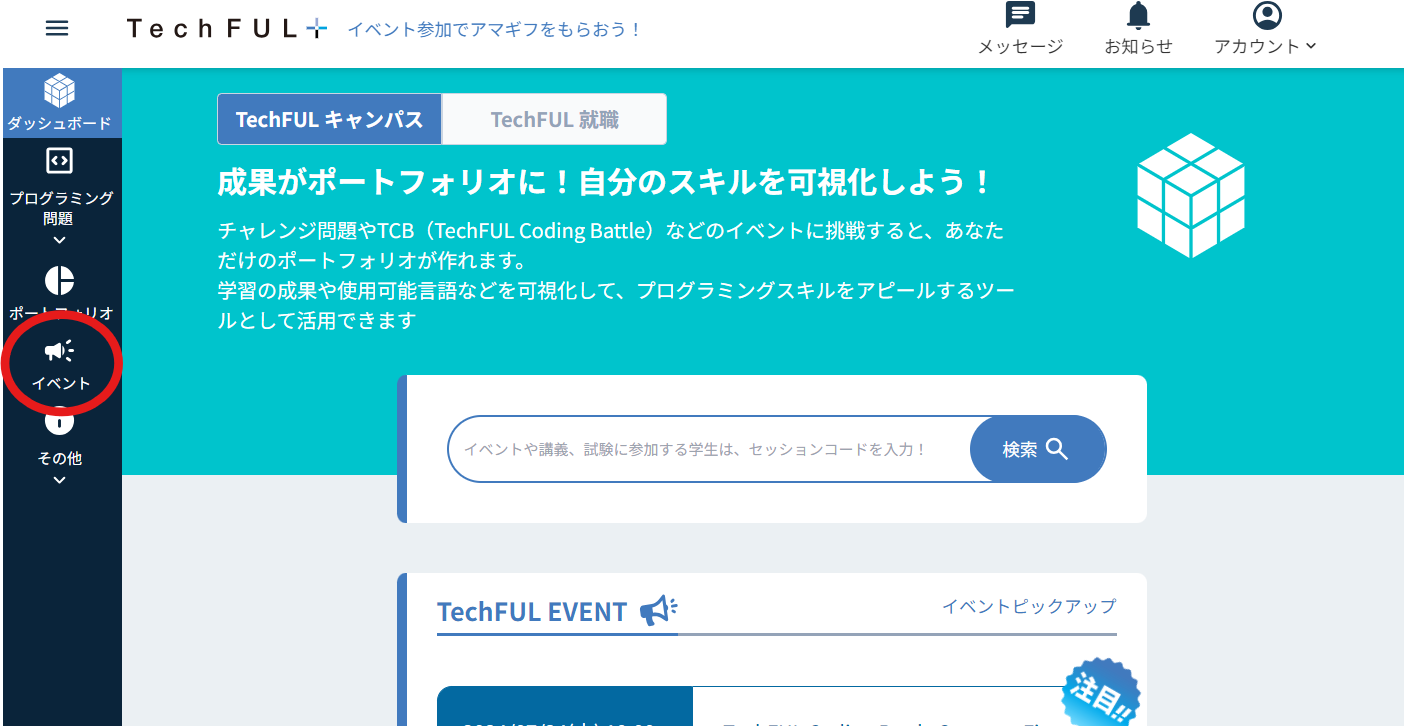 TechFUL+ イベント参加でアマギフをもらおう！
メッセージ
お知らせ
アカウント
ダッシュボード
プログラミング
問題
ポートフォリオ
イベント
その他
TechFUL キャンパス
TechFUL 就職
成果がポートフォリオに！自分のスキルを可視化しよう！
チャレンジ問題やTCB（TechFUL Coding Battle）などのイベントに挑戦すると、あなた
だけのポートフォリオが作れます。
学習の成果や使用可能言語などを可視化して、プログラミングスキルをアピールするツー
ルとして活用できます
イベントや講義、試験に参加する学生は、セッションコードを入力！
検索
TechFUL EVENT
イベントピックアップ
注目!!